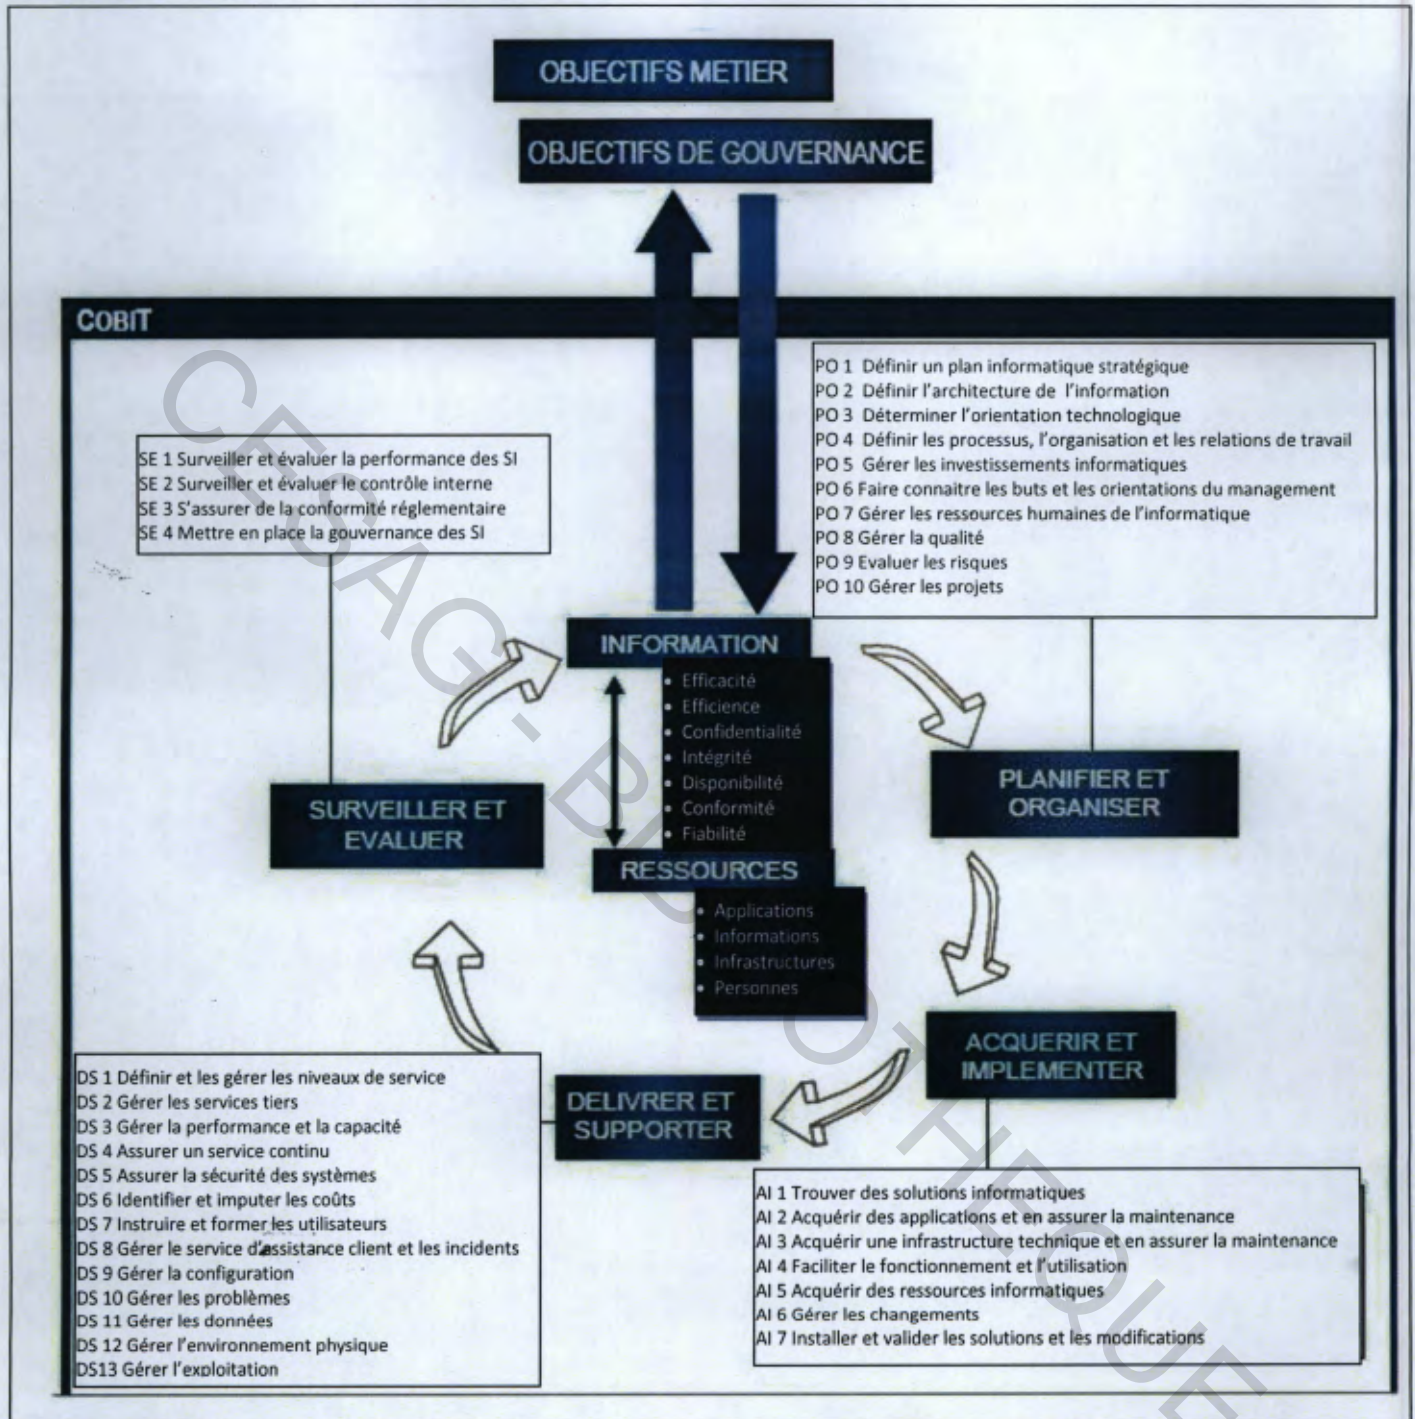 OBJECTIFS METIER
OBJECTIFS DE GOUVERNANCE
COBIT
PO 1 Définir un plan informatique stratégique
PO 2 Définir l'architecture de l'information
PO 3 Déterminer l'orientation technologique
PO 4 Définir les processus, l'organisation et les relations de travail
PO 5 Gérer les investissements informatiques
PO 6 Faire connaitre les buts et les orientations du management
PO 7 Gérer les ressources humaines de l'informatique
PO 8 Gérer la qualité
PO 9 Evaluer les risques
PO 10 Gérer les projets
SE 1 Surveiller et évaluer la performance des SI
SE 2 Surveiller et évaluer le contrôle interne
SE 3 S'assurer de la conformité réglementaire
SE 4 Mettre en place la gouvernance des SI
INFORMATION
• Efficacité
• Efficience
• Confidentialité
• Intégrité
• Disponibilité
• Conformité
• Fiabilité
PLANIFIER ET
ORGANISER
SURVEILLER ET
EVALUER
RESSOURCES
• Applications
• Informations
• Infrastructures
• Personnes
ACQUERIR ET
IMPLEMENTER
DELIVRER ET
SUPPORTER
DS 1 Définir et les gérer les niveaux de service
DS 2 Gérer les services tiers
DS 3 Gérer la performance et la capacité
DS 4 Assurer un service continu
DS 5 Assurer la sécurité des systèmes
DS 6 Identifier et imputer les coûts
DS 7 Instruire et former les utilisateurs
DS 8 Gérer le service d'assistance client et les incidents
DS 9 Gérer la configuration
DS 10 Gérer les problèmes
DS 11 Gérer les données
DS 12 Gérer l'environnement physique
DS13 Gérer l'exploitation
AI 1 Trouver des solutions informatiques
AI 2 Acquérir des applications et en assurer la maintenance
AI 3 Acquérir une infrastructure technique et en assurer la maintenance
AI 4 Faciliter le fonctionnement et l'utilisation
AI 5 Acquérir des ressources informatiques
AI 6 Gérer les changements
AI 7 Installer et valider les solutions et les modifications
CESAG - BIBLIOTHEQUE